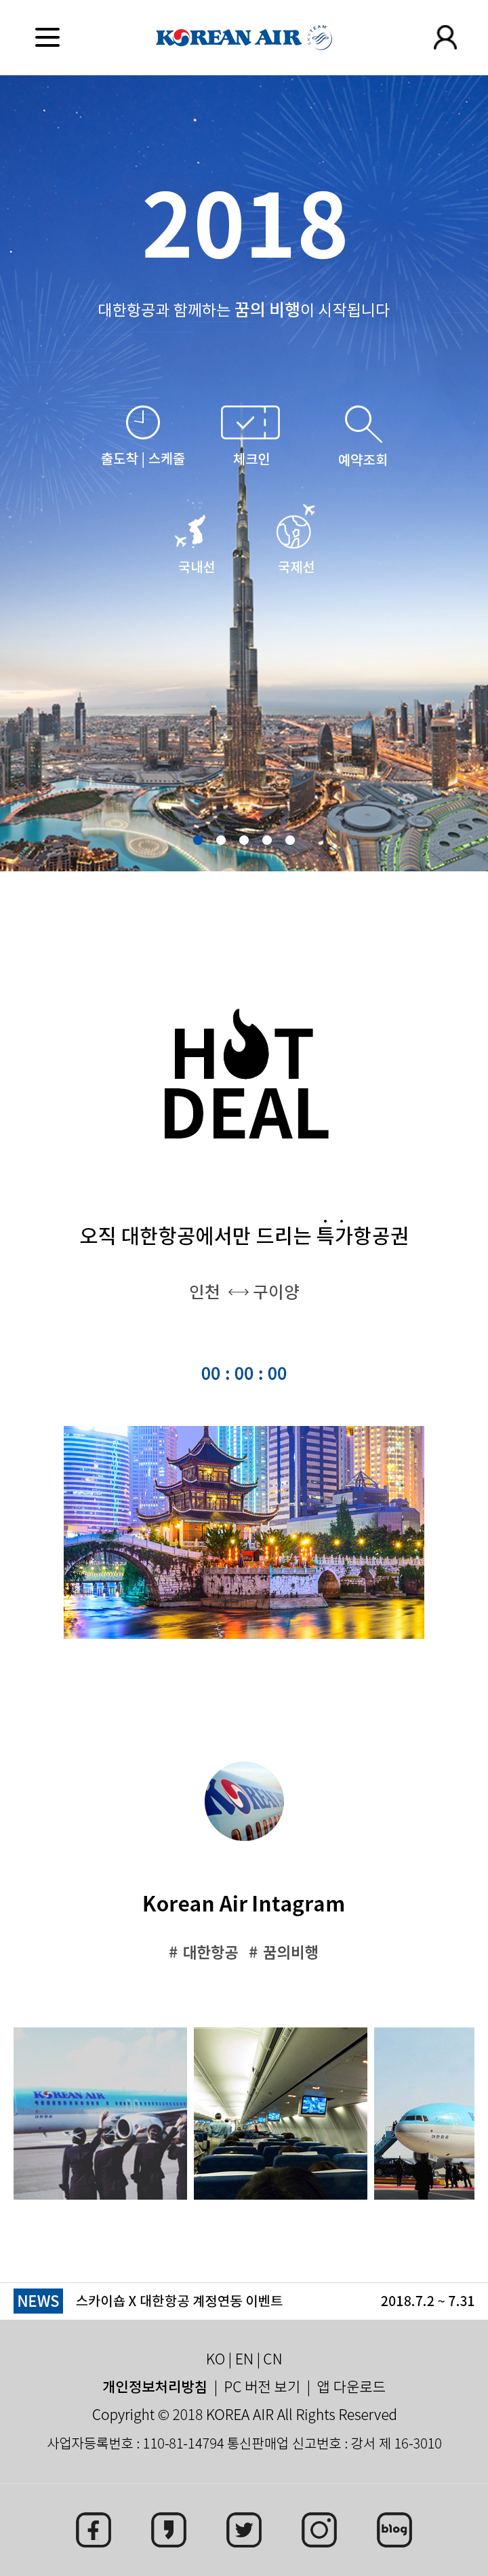 KOREAN AIR
SKYTEAM
2018
대한항공과 함께하는 꿈의 비행이 시작됩니다
출도착 | 스케줄
체크인
예약조회
국내선
국제선
HOT
DEAL
오직 대한항공에서만 드리는 특가항공권
인천 ↔ 구이양
00 : 00 : 00
Korean Air Intagram
# 대한항공 # 꿈의비행
KOREAN AIR
대한항공
NEWS 스카이숍 X 대한항공 계정연동 이벤트 2018.7.2 ~ 7.31
KO | EN | CN
개인정보처리방침 | PC 버전 보기 | 앱 다운로드
Copyright © 2018 KOREA AIR All Rights Reserved
사업자등록번호 : 110-81-14794 통신판매업 신고번호 : 강서 제 16-3010
blog